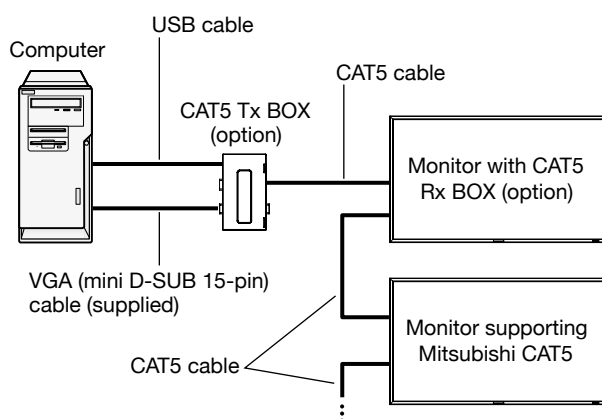 USB cable
Computer
CAT5 cable
CAT5 Tx BOX
(option)
Monitor with CAT5
Rx BOX (option)
VGA (mini D-SUB 15-pin)
cable (supplied)
Monitor supporting
Mitsubishi CAT5
CAT5 cable